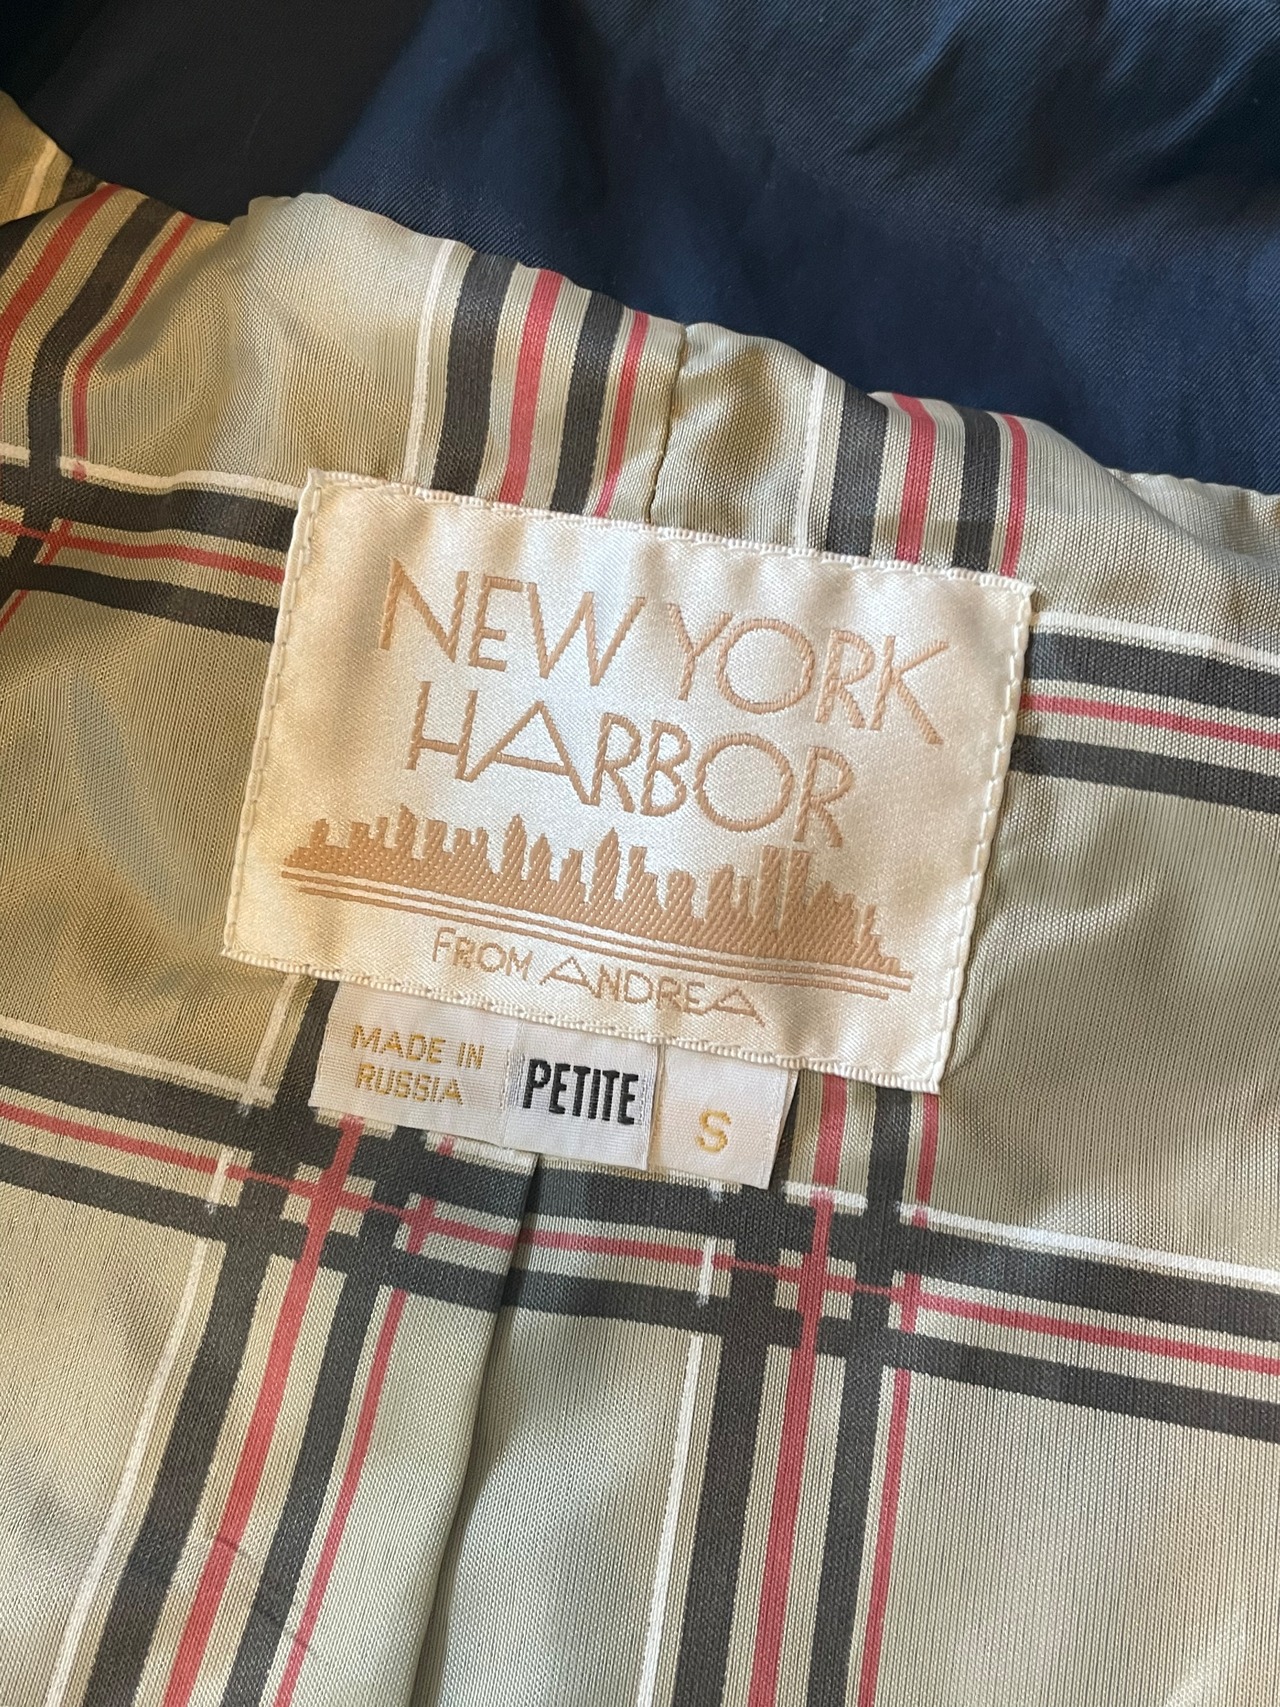 NEW YORK
HARBOR
FROM ANDREA
MADE IN
RUSSIA
PETITE
S